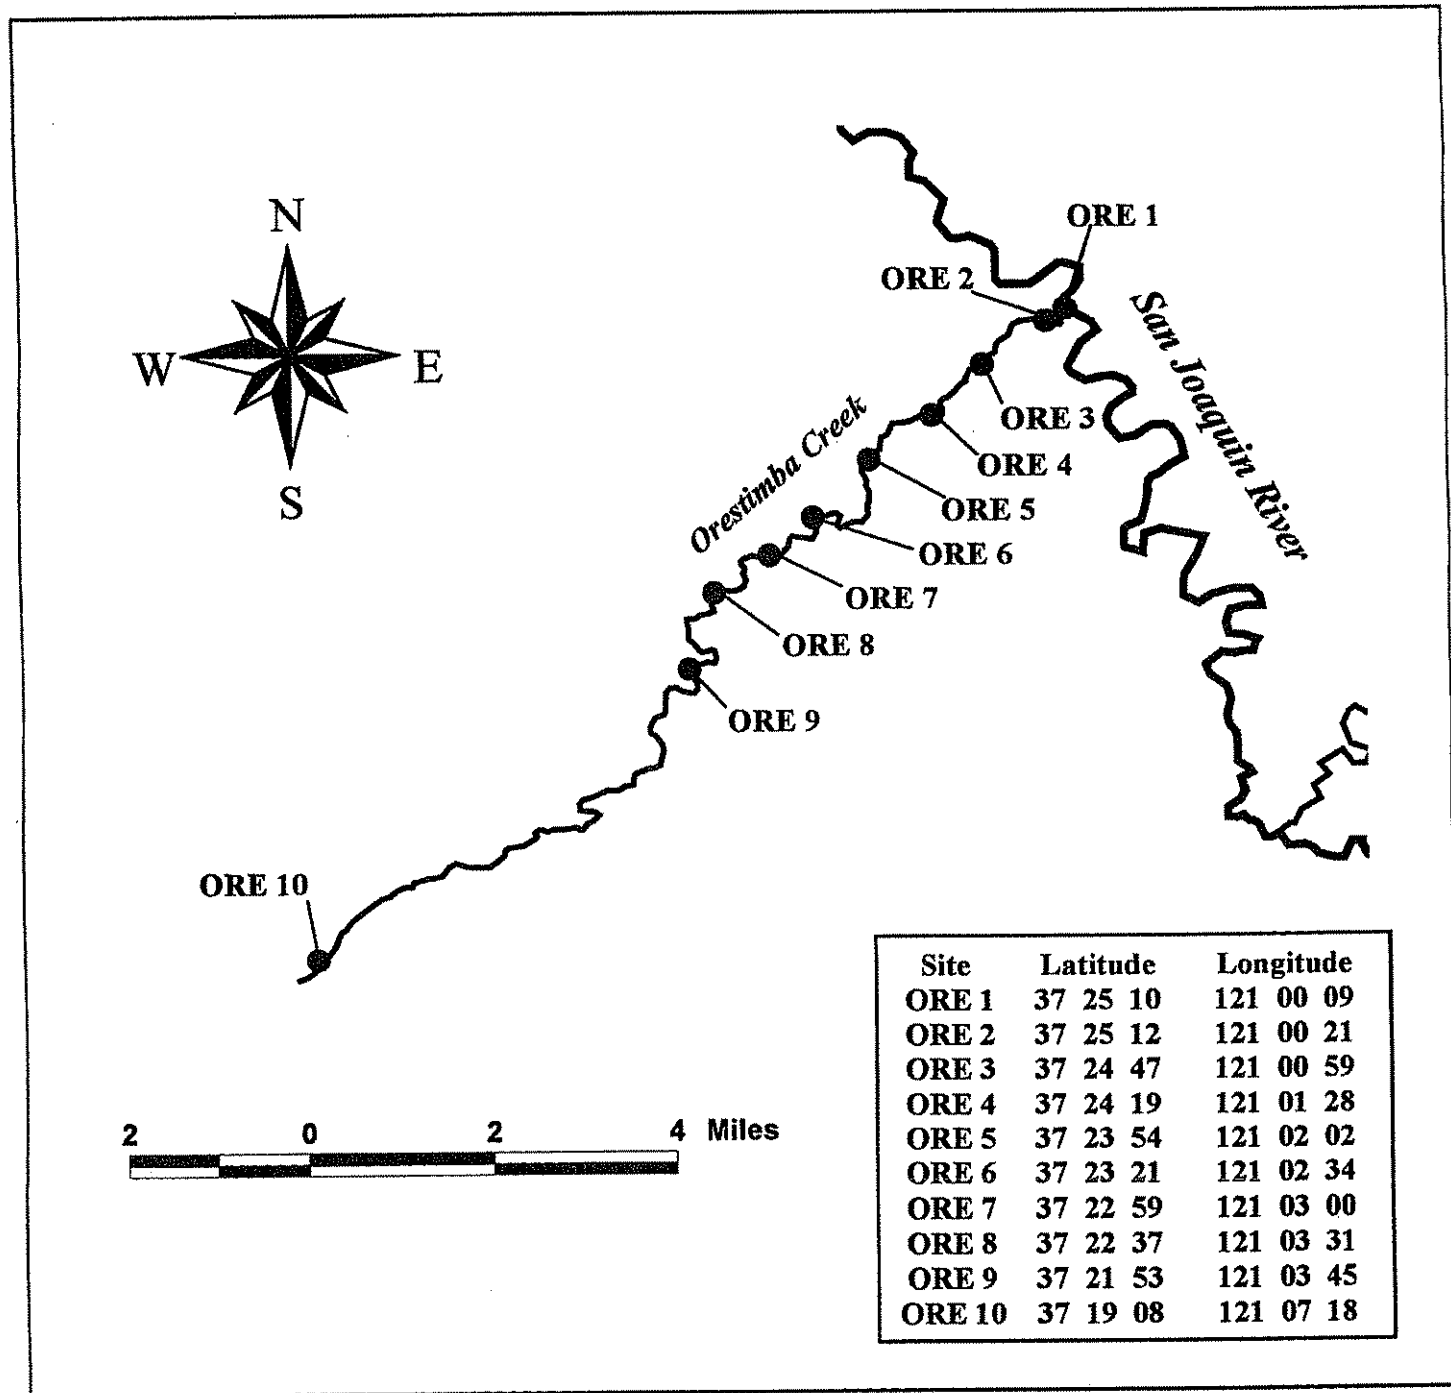 N
ORE 1
ORE 2
W
E
San Joaquin River
ORE 3
Orestimba Creek
ORE 4
S
ORE 5
ORE 6
ORE 7
ORE 8
ORE 9
ORE 10
Site Latitude Longitude
ORE 1 37 25 10 121 00 09
ORE 2 37 25 12 121 00 21
ORE 3 37 24 47 121 00 59
ORE 4 37 24 19 121 01 28
ORE 5 37 23 54 121 02 02
ORE 6 37 23 21 121 02 34
ORE 7 37 22 59 121 03 00
ORE 8 37 22 37 121 03 31
ORE 9 37 21 53 121 03 45
ORE 10 37 19 08 121 07 18
2 0 2 4 Miles